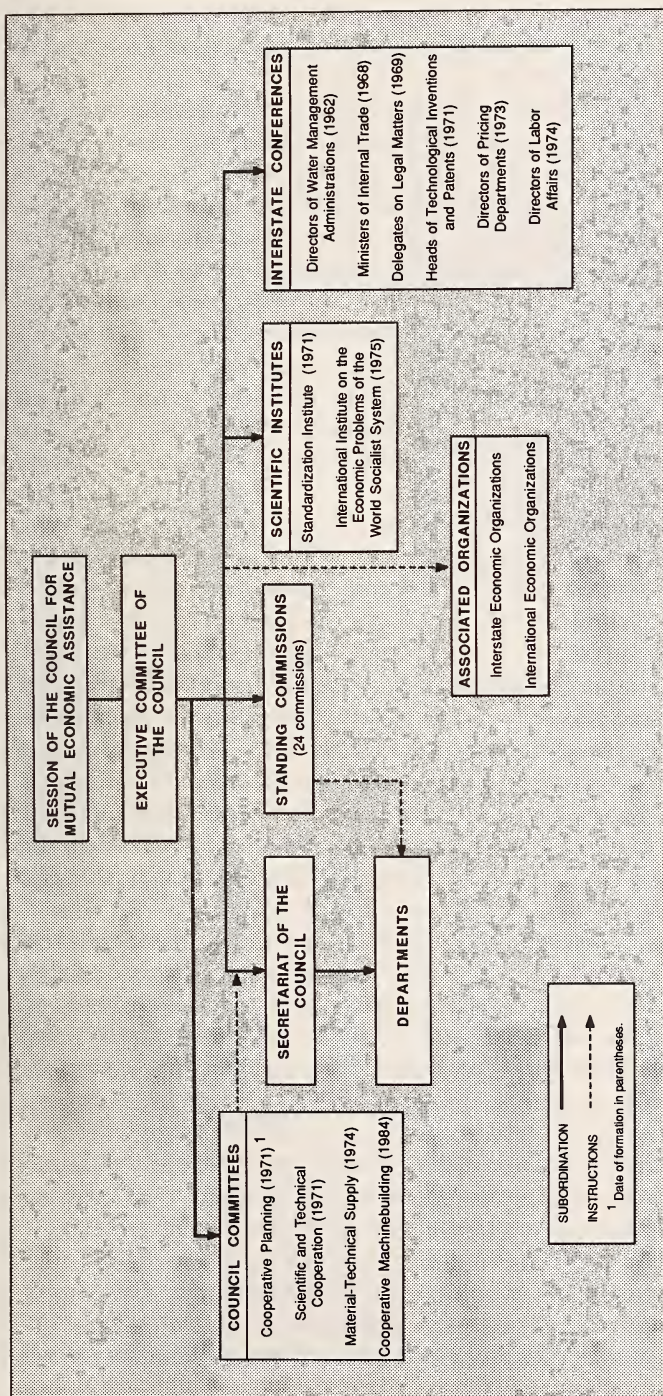 SESSION OF THE COUNCIL FOR
MUTUAL ECONOMIC ASSISTANCE
EXECUTIVE COMMITTEE OF
THE COUNCIL
COUNCIL COMMITTEES
Cooperative Planning (1971) 1
Scientific and Technical
Cooperation (1971)
Material-Technical Supply (1974)
Cooperative Machinebuilding (1984)
SECRETARIAT OF THE
COUNCIL
DEPARTMENTS
STANDING COMMISSIONS
(24 commissions)
SCIENTIFIC INSTITUTES
Standardization Institute (1971)
International Institute on the
Economic Problems of the
World Socialist System (1975)
INTERSTATE CONFERENCES
Directors of Water Management
Administrations (1962)
Ministers of Internal Trade (1968)
Delegates on Legal Matters (1969)
Heads of Technological Inventions
and Patents (1971)
Directors of Pricing
Departments (1973)
Directors of Labor
Affairs (1974)
ASSOCIATED ORGANIZATIONS
Interstate Economic Organizations
International Economic Organizations
SUBORDINATION
INSTRUCTIONS
1 Date of formation in parentheses.